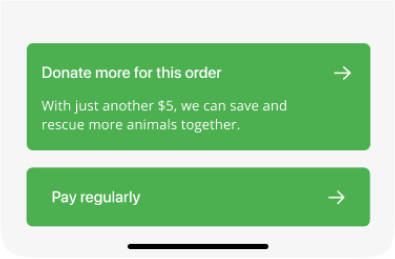 Donate more for this order
With just another $5, we can save and
rescue more animals together.
Pay regularly